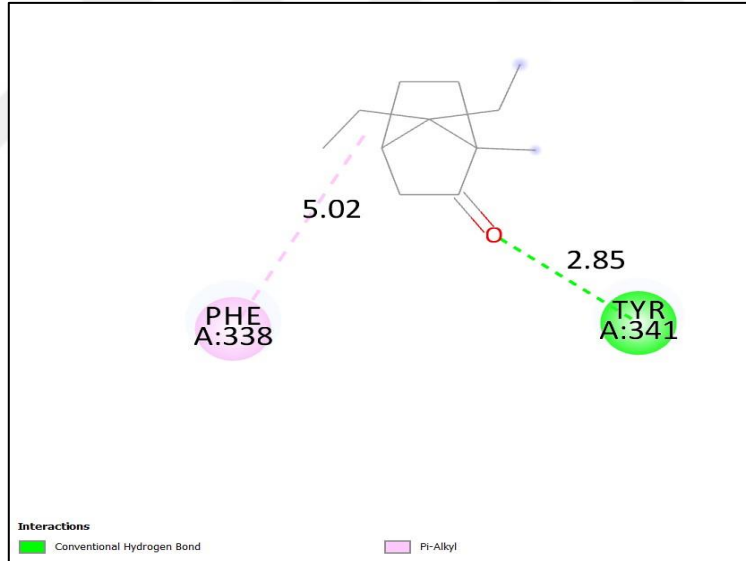 5.02
O
2.85
PHE
A:338
TYR
A:341
Interactions
Conventional Hydrogen Bond
Pi-Alkyl